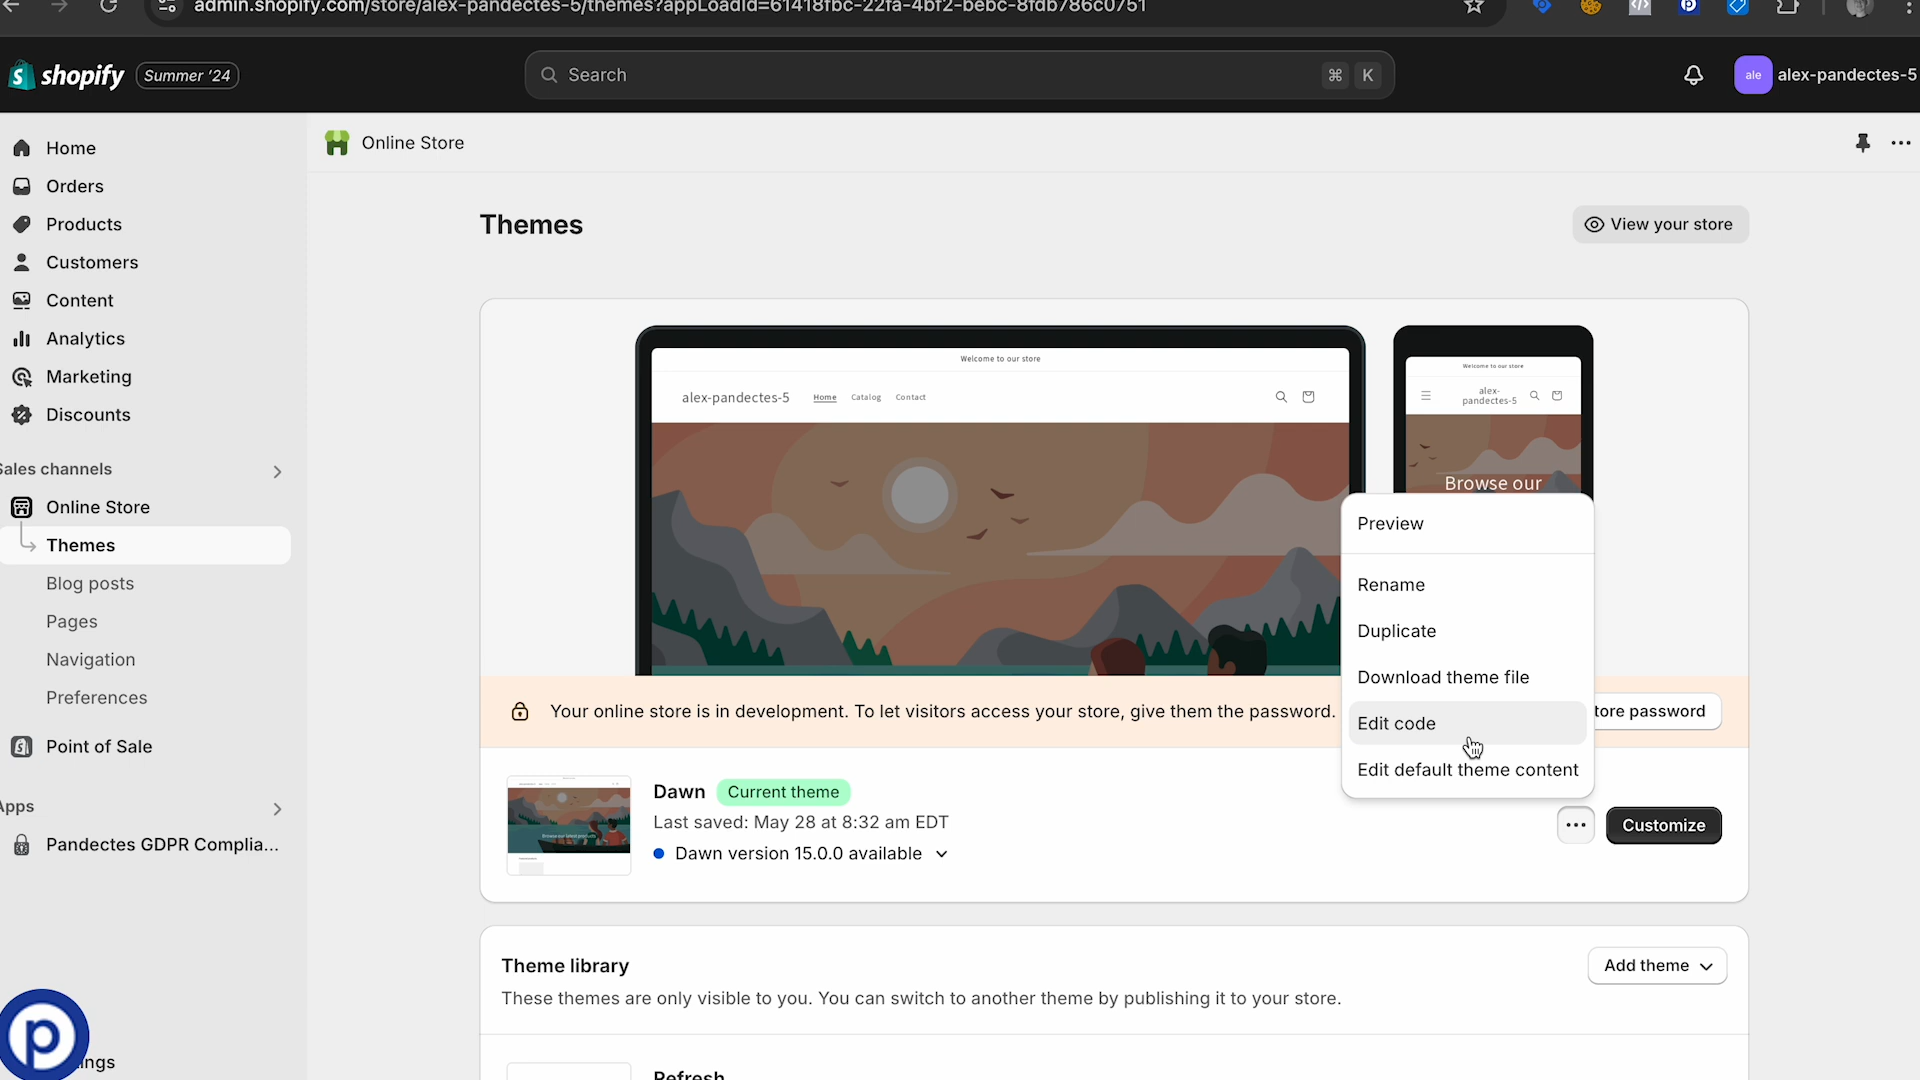 admin.shopify.com/store/alex-pandectes-5/themes?appLoadId=61418fbc-22fa-4bf2-bebc-8fdb786c0751
shopify Summer '24
Search ⌘ K
ale alex-pandectes-5
Home
Orders
Products
Customers
Content
Analytics
Marketing
Discounts
Sales channels
Online Store
Themes
Blog posts
Pages
Navigation
Preferences
Point of Sale
Apps
Pandectes GDPR Complia...
ngs
Online Store
Themes
View your store
Welcome to our store
alex-pandectes-5 Home Catalog Contact
Welcome to our store
alex-
pandectes-5
Browse our
Preview
Rename
Duplicate
Download theme file
Edit code
Edit default theme content
Your online store is in development. To let visitors access your store, give them the password.
tore password
Dawn Current theme
Last saved: May 28 at 8:32 am EDT
Dawn version 15.0.0 available
Browse our latest products
Customize
Theme library
Add theme
These themes are only visible to you. You can switch to another theme by publishing it to your store.
Refresh